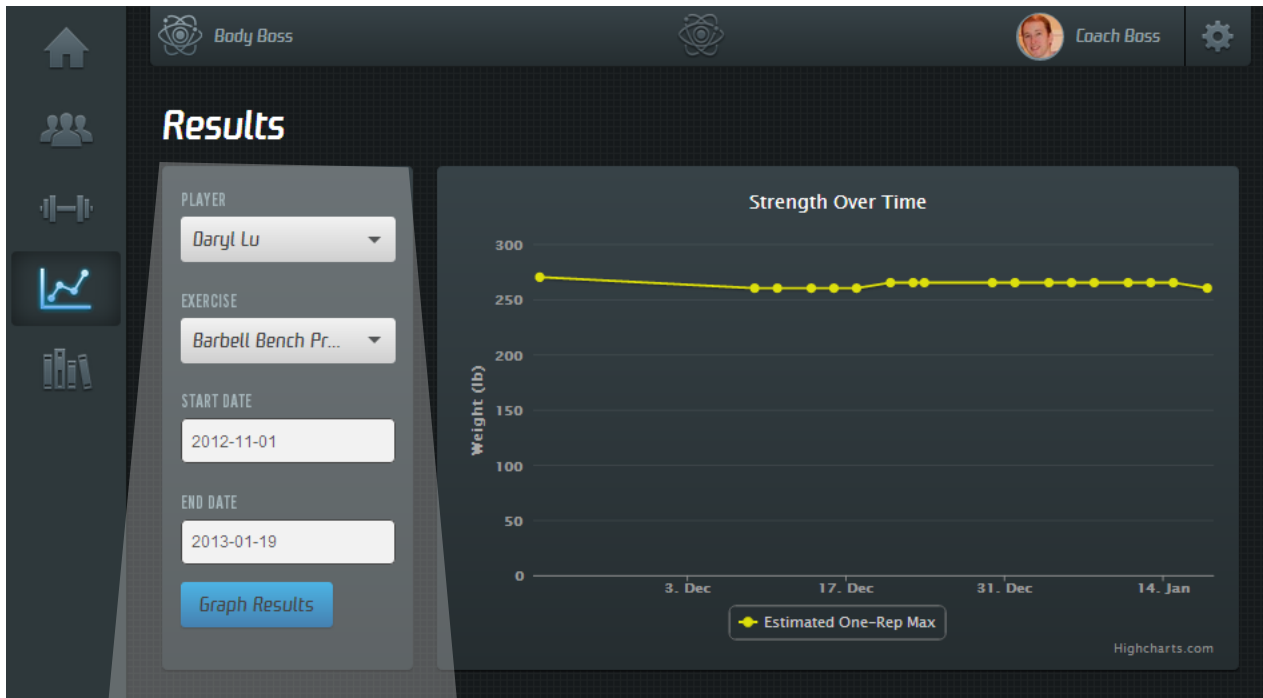 Body Boss
Coach Boss
Results
PLAYER
Daryl Lu
EXERCISE
Barbell Bench Pr...
START DATE
2012-11-01
END DATE
2013-01-19
Graph Results
Strength Over Time
Weight (lb)
300
250
200
150
100
50
0
3. Dec
17. Dec
31. Dec
14. Jan
Estimated One-Rep Max
Highcharts.com